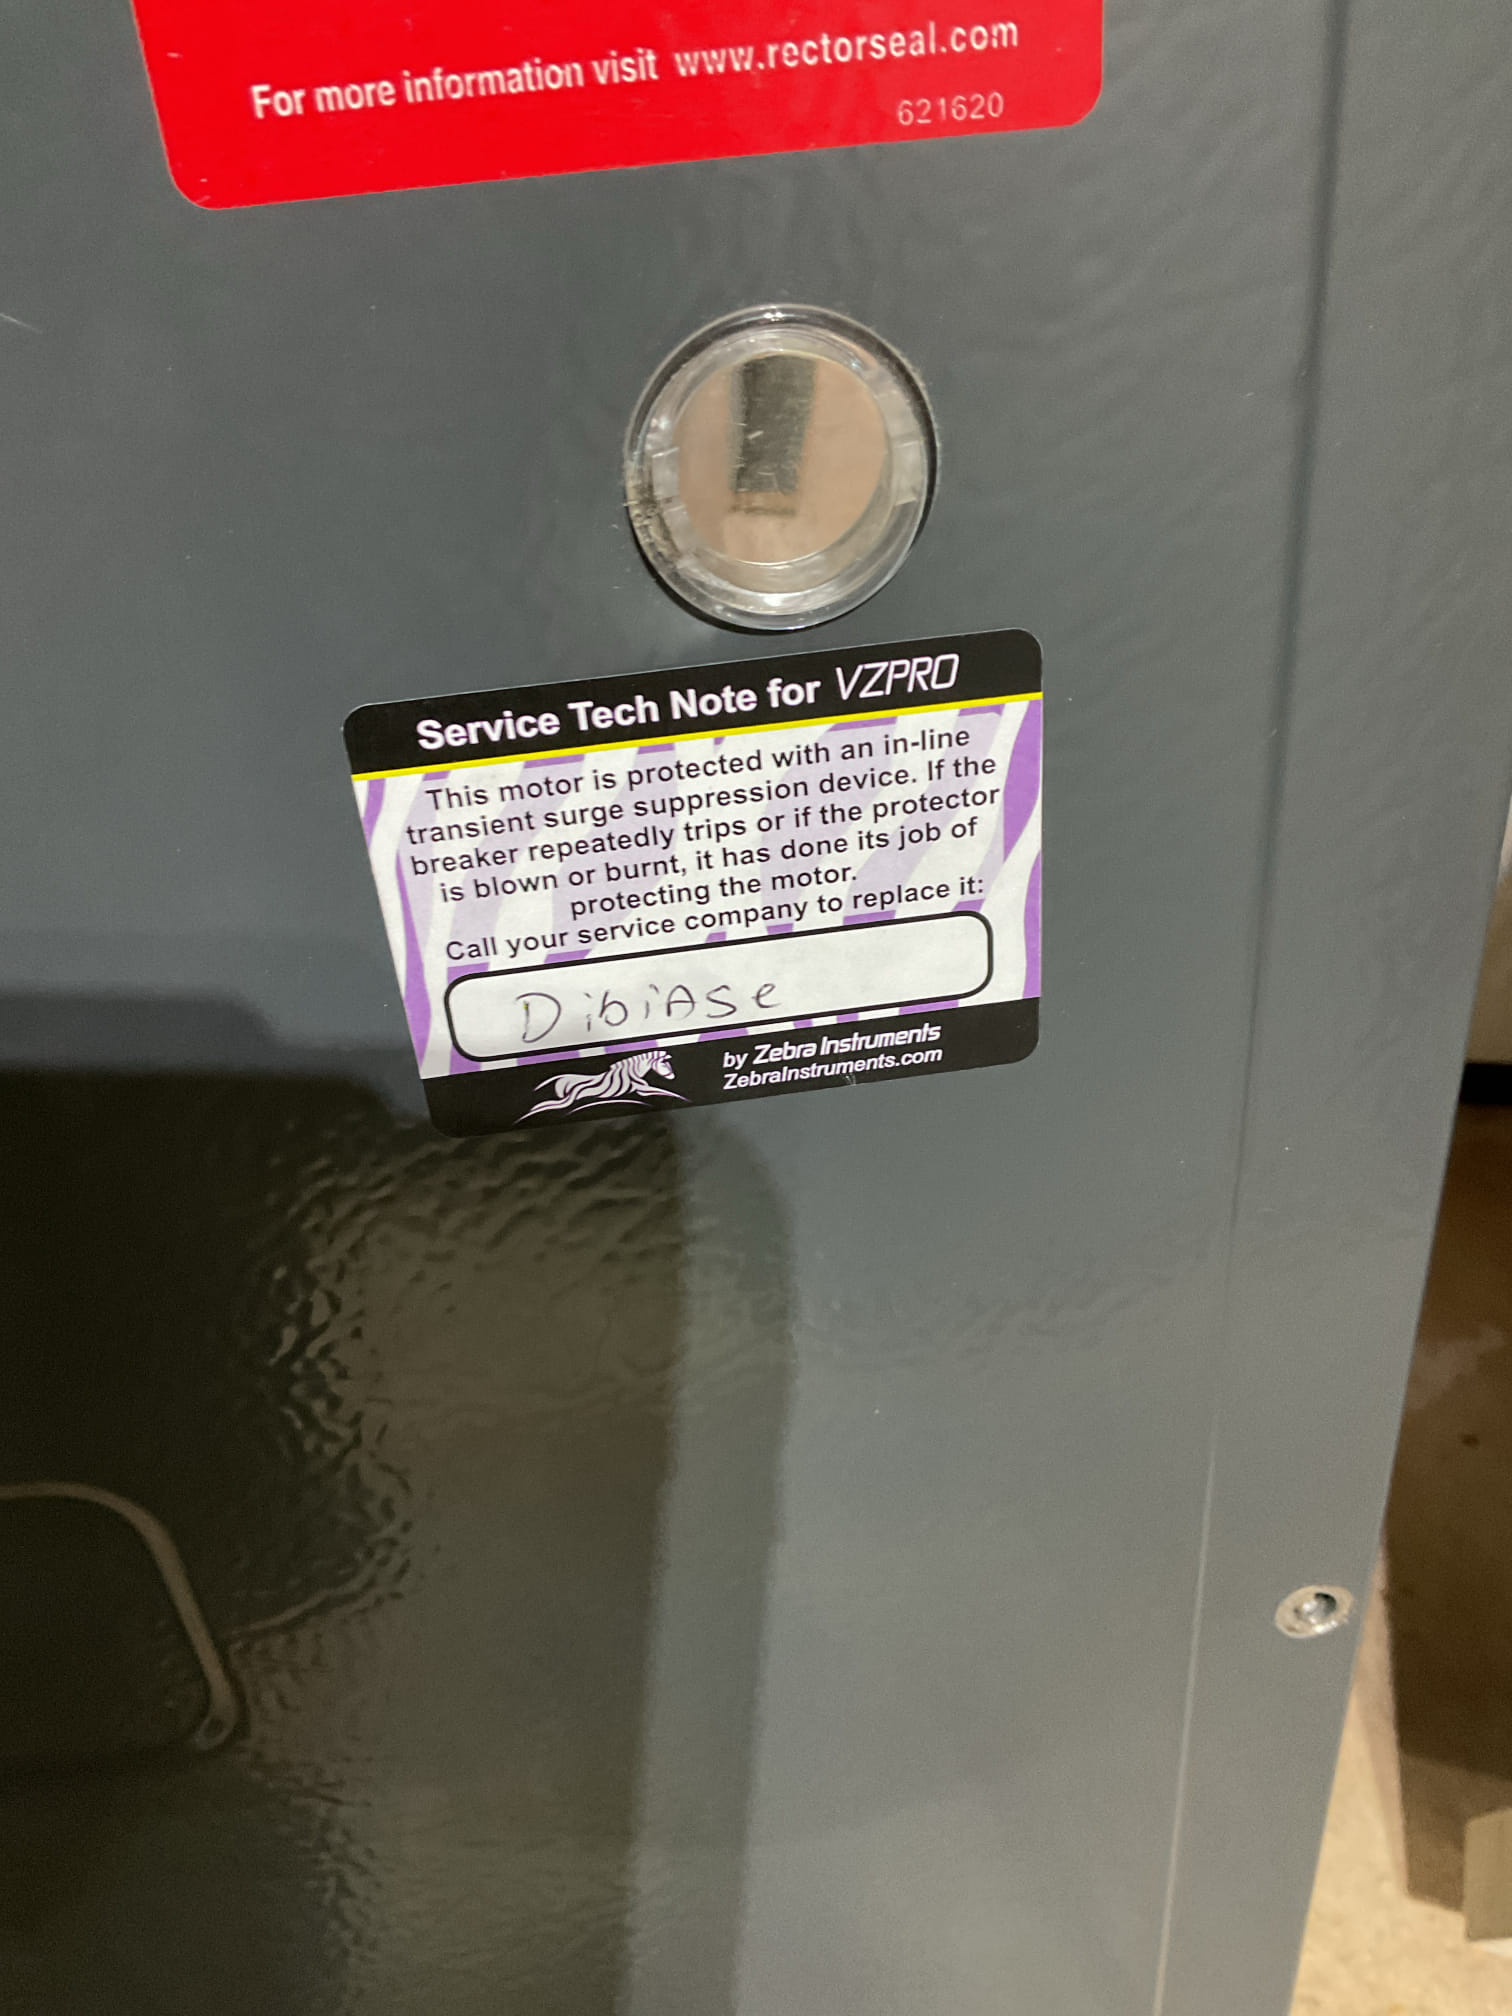 For more information visit www.rectorseal.com
621620
Service Tech Note for VZPRO
This motor is protected with an in-line
transient surge suppression device. If the
breaker repeatedly trips or if the protector
is blown or burnt, it has done its job of
protecting the motor.
Call your service company to replace it:
DibiAse
by Zebra Instruments
ZebraInstruments.com